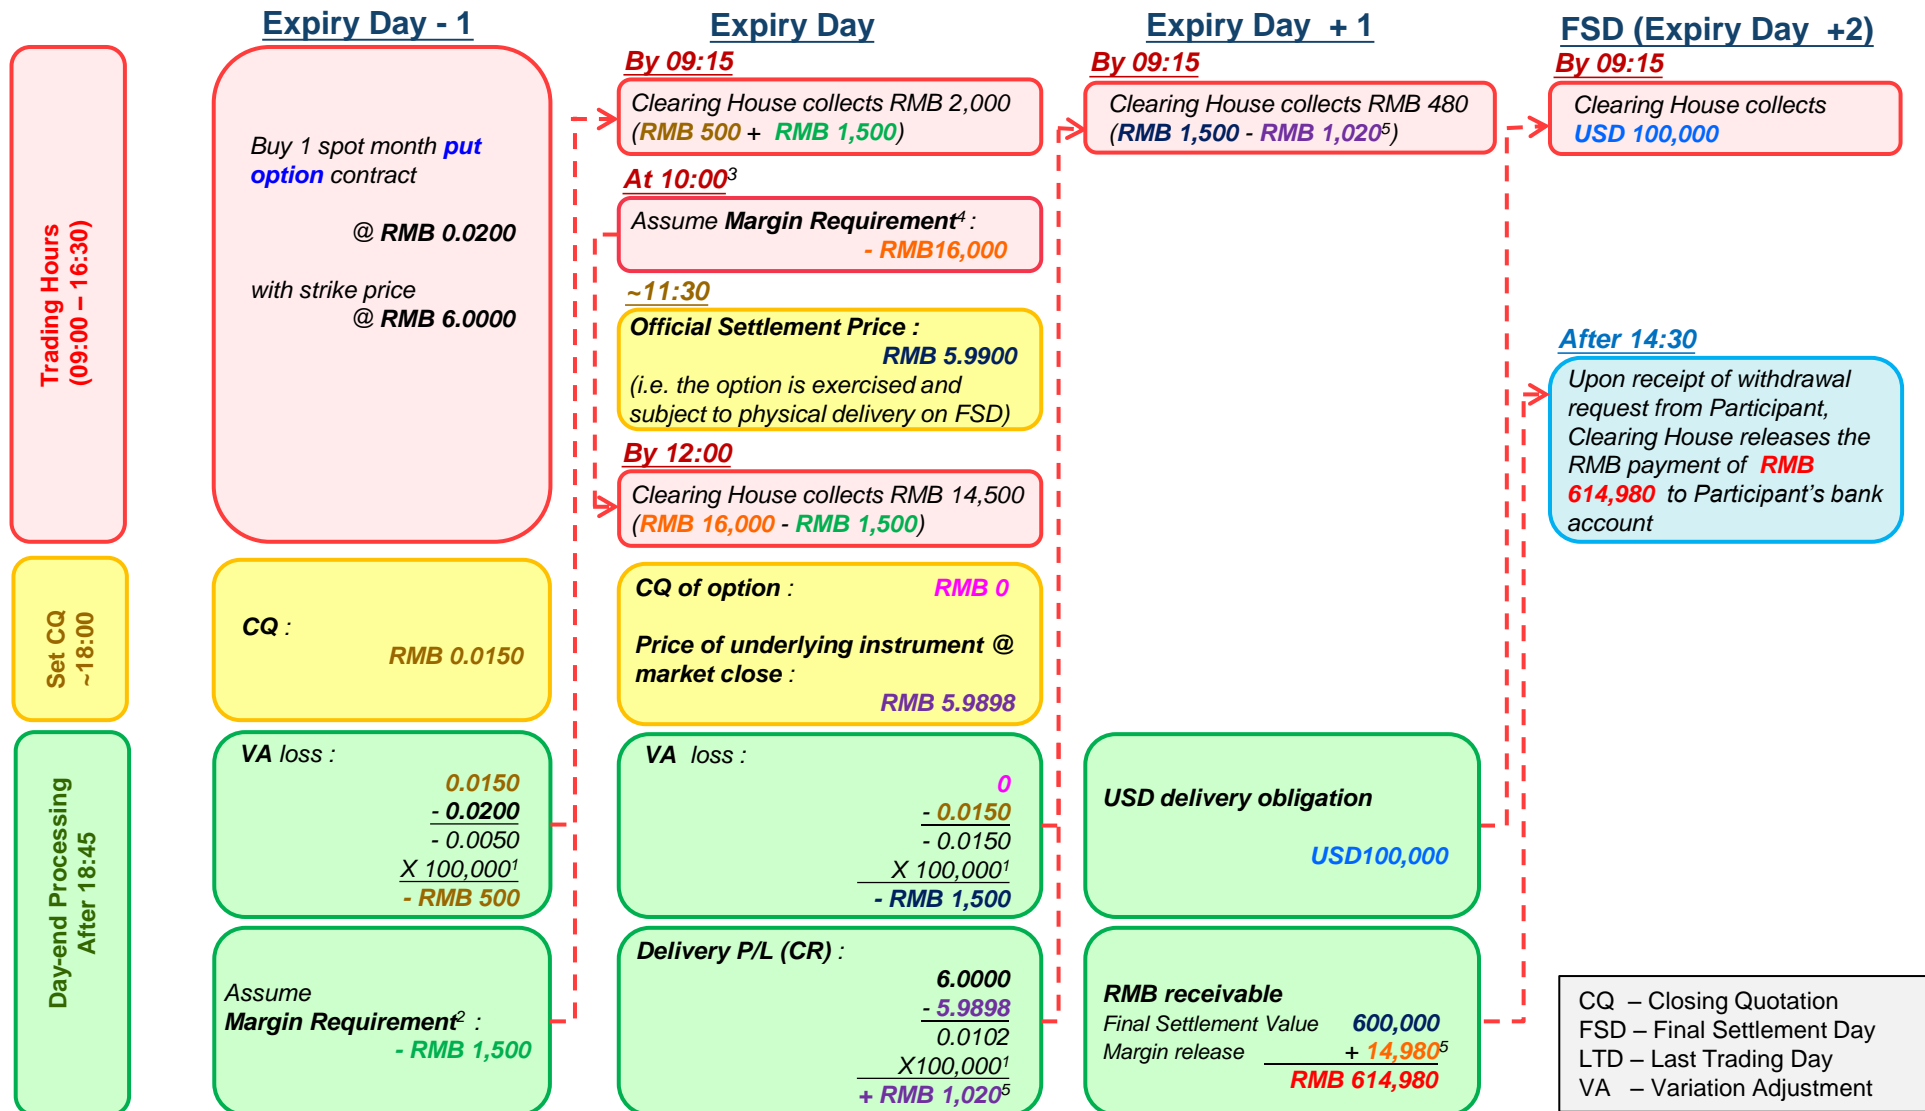 Expiry Day - 1
Expiry Day
Expiry Day + 1
FSD (Expiry Day +2)
Trading Hours
(09:00 – 16:30)
Buy 1 spot month put
option contract
@ RMB 0.0200
with strike price
@ RMB 6.0000
By 09:15
Clearing House collects RMB 2,000
(RMB 500 + RMB 1,500)
At 10:00³
Assume Margin Requirement⁴ :
- RMB16,000
~11:30
Official Settlement Price :
RMB 5.9900
(i.e. the option is exercised and
subject to physical delivery on FSD)
By 12:00
Clearing House collects RMB 14,500
(RMB 16,000 - RMB 1,500)
By 09:15
Clearing House collects RMB 480
(RMB 1,500 - RMB 1,020⁵)
By 09:15
Clearing House collects
USD 100,000
After 14:30
Upon receipt of withdrawal
request from Participant,
Clearing House releases the
RMB payment of RMB
614,980 to Participant's bank
account
Set CQ
~18:00
CQ :
RMB 0.0150
CQ of option : RMB 0
Price of underlying instrument @
market close :
RMB 5.9898
Day-end Processing
After 18:45
VA loss :
0.0150
- 0.0200
- 0.0050
X 100,000¹
- RMB 500
Assume
Margin Requirement² :
- RMB 1,500
VA loss :
0
- 0.0150
- 0.0150
X 100,000¹
- RMB 1,500
Delivery P/L (CR) :
6.0000
- 5.9898
0.0102
X100,000¹
+ RMB 1,020⁵
USD delivery obligation
USD100,000
RMB receivable
Final Settlement Value 600,000
Margin release + 14,980⁵
RMB 614,980
CQ – Closing Quotation
FSD – Final Settlement Day
LTD – Last Trading Day
VA – Variation Adjustment